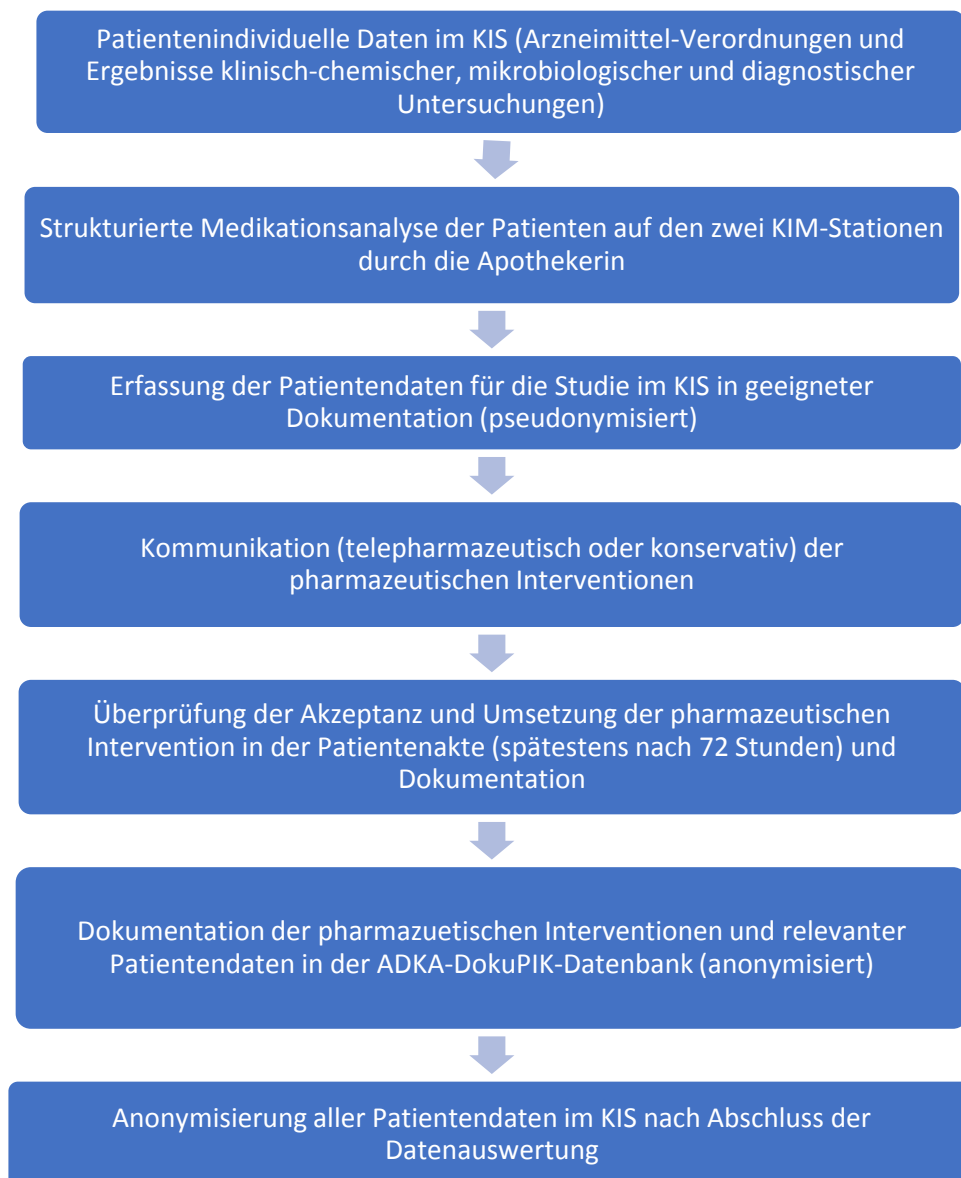 Patientenindividuelle Daten im KIS (Arzneimittel-Verordnungen und
Ergebnisse klinisch-chemischer, mikrobiologischer und diagnostischer
Untersuchungen)
Strukturierte Medikationsanalyse der Patienten auf den zwei KIM-Stationen
durch die Apothekerin
Erfassung der Patientendaten für die Studie im KIS in geeigneter
Dokumentation (pseudonymisiert)
Kommunikation (telepharmazeutisch oder konservativ) der
pharmazeutischen Interventionen
Überprüfung der Akzeptanz und Umsetzung der pharmazeutischen
Intervention in der Patientenakte (spätestens nach 72 Stunden) und
Dokumentation
Dokumentation der pharmazuetischen Interventionen und relevanter
Patientendaten in der ADKA-DokuPIK-Datenbank (anonymisiert)
Anonymisierung aller Patientendaten im KIS nach Abschluss der
Datenauswertung